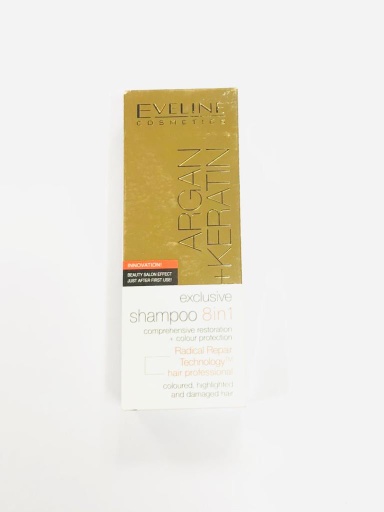 EVELINE
COSMETICS
ARGAN
+KERATIN
INNOVATION!
BEAUTY SALON EFFECT
JUST AFTER FIRST USE!
exclusive
shampoo 8in1
comprehensive restoration
+ colour protection
Radical Repair
Technology™
hair professional
coloured, highlighted
and damaged hair